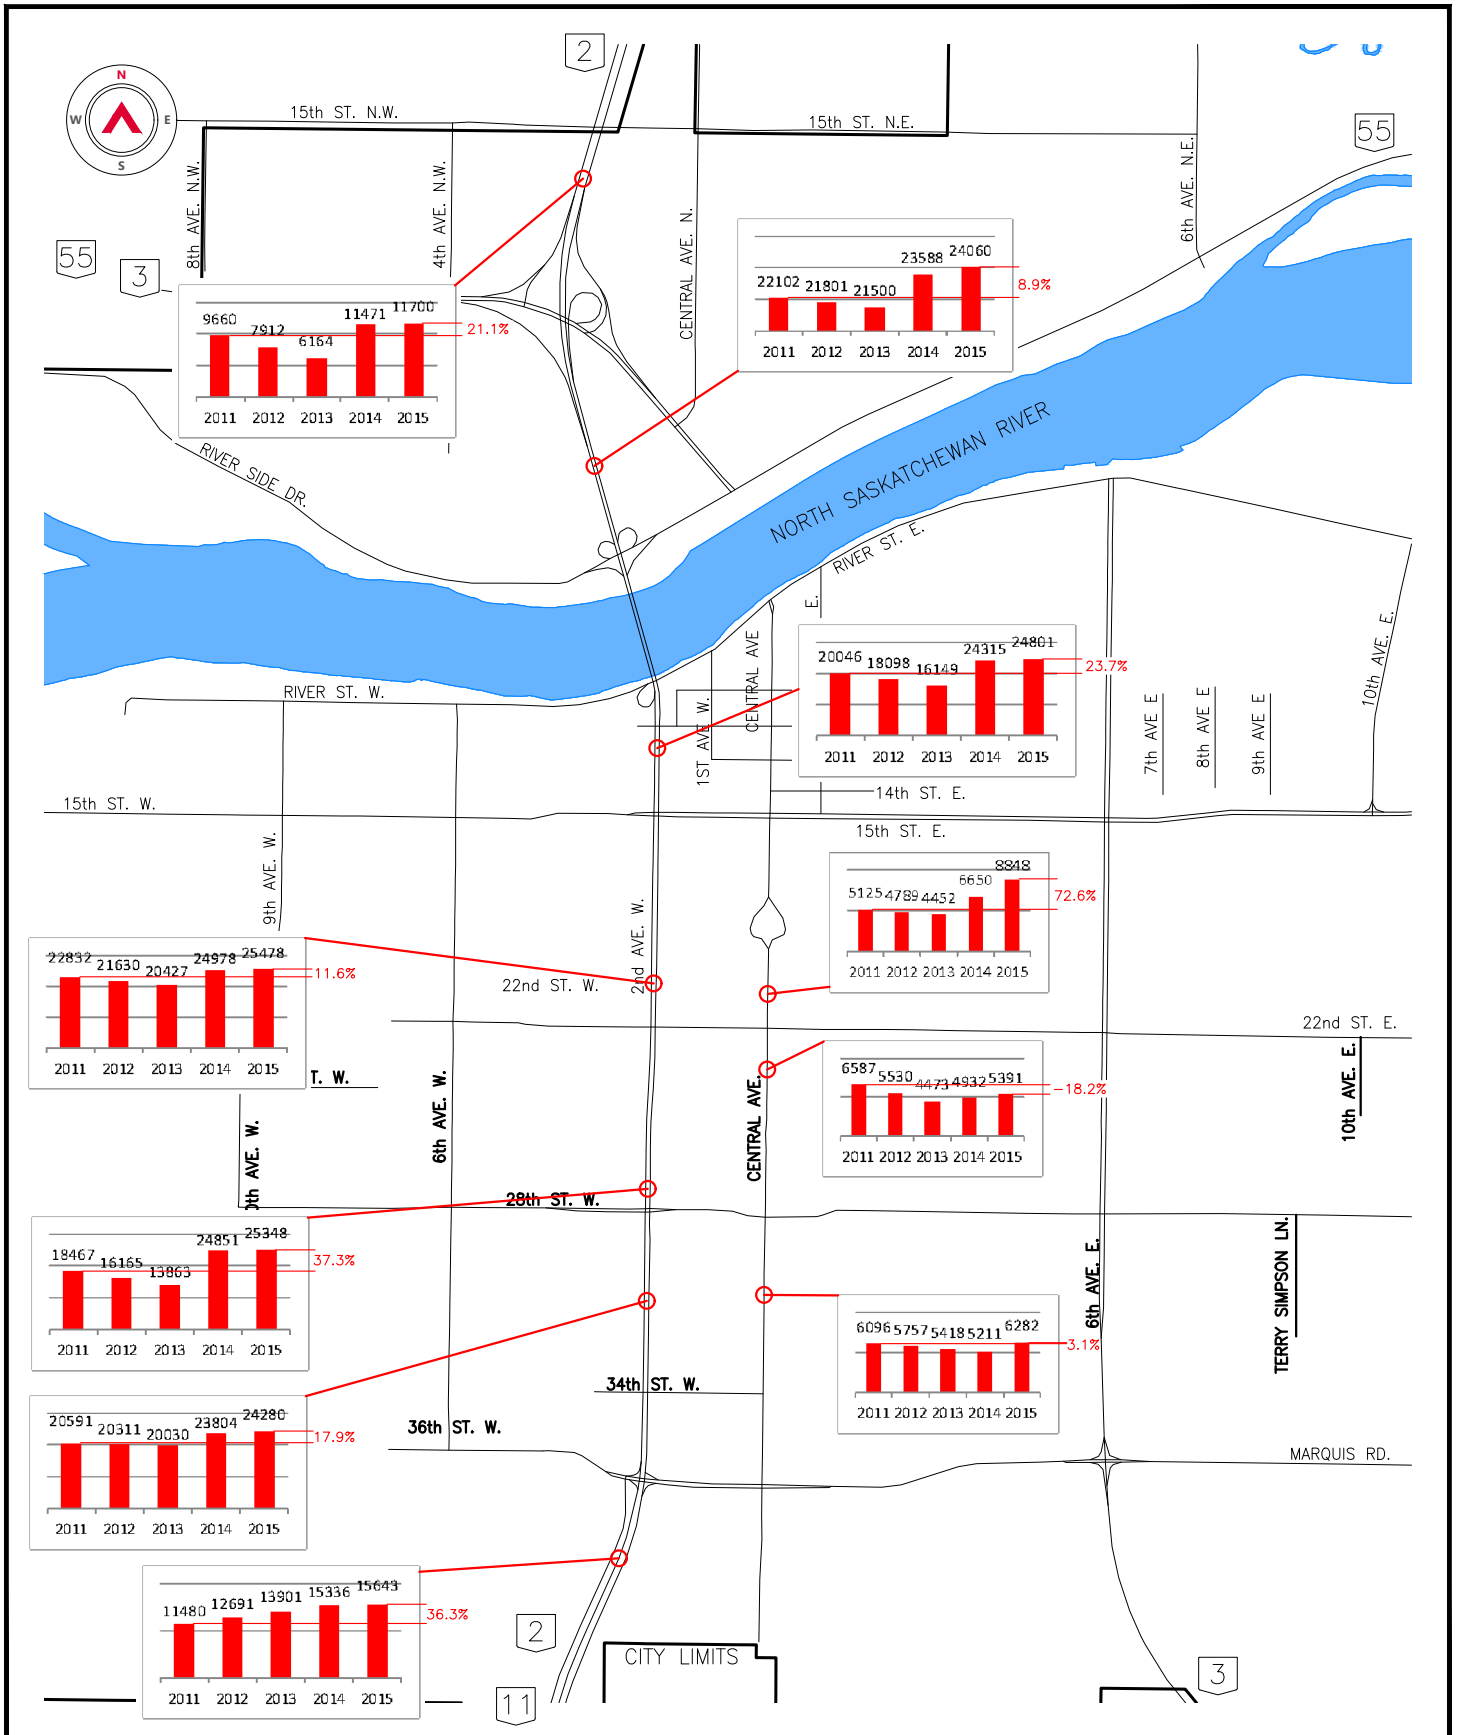 2
N
W
E
S
15th ST. N.W.
15th ST. N.E.
55
8th AVE. N.W.
4th AVE. N.W.
CENTRAL AVE. N.
6th AVE. N.E.
55
3
9660 7912 6164 11471 11700
21.1%
2011 2012 2013 2014 2015
22102 21801 21500 23588 24060
8.9%
2011 2012 2013 2014 2015
RIVER SIDE DR.
NORTH SASKATCHEWAN RIVER
RIVER ST. E.
E.
CENTRAL AVE
1ST AVE W.
20046 18098 16149 24315 24801
23.7%
2011 2012 2013 2014 2015
10th AVE. E.
7th AVE E
8th AVE E
9th AVE E
RIVER ST. W.
14th ST. E.
15th ST. W.
15th ST. E.
9th AVE. W.
2nd AVE. W.
5125 4789 4452 6650 8848
72.6%
2011 2012 2013 2014 2015
22832 21630 20427 24978 25478
11.6%
2011 2012 2013 2014 2015
22nd ST. W.
22nd ST. E.
T. W.
6th AVE. W.
CENTRAL AVE.
6587 5530 4473 4932 5391
-18.2%
2011 2012 2013 2014 2015
10th AVE. E.
AVE. W.
28th ST. W.
18467 16165 13863 24851 25348
37.3%
2011 2012 2013 2014 2015
6th AVE. E.
TERRY SIMPSON LN.
6096 5757 5418 5211 6282
3.1%
2011 2012 2013 2014 2015
34th ST. W.
36th ST. W.
20591 20311 20030 23804 24280
17.9%
2011 2012 2013 2014 2015
MARQUIS RD.
11480 12691 13901 15336 15643
36.3%
2011 2012 2013 2014 2015
2
CITY LIMITS
3
11